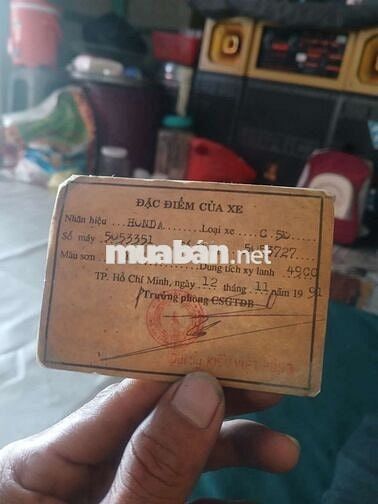 ĐẶC ĐIỂM CỦA XE
Nhãn hiệu HONDA Loại xe C.50
Số máy 5053351
Màu sơn Dung tích xy lanh 49CC
TP. Hồ Chí Minh, ngày 12 tháng 11 năm 1991
Trưởng phòng CSGTĐB
muaban.net